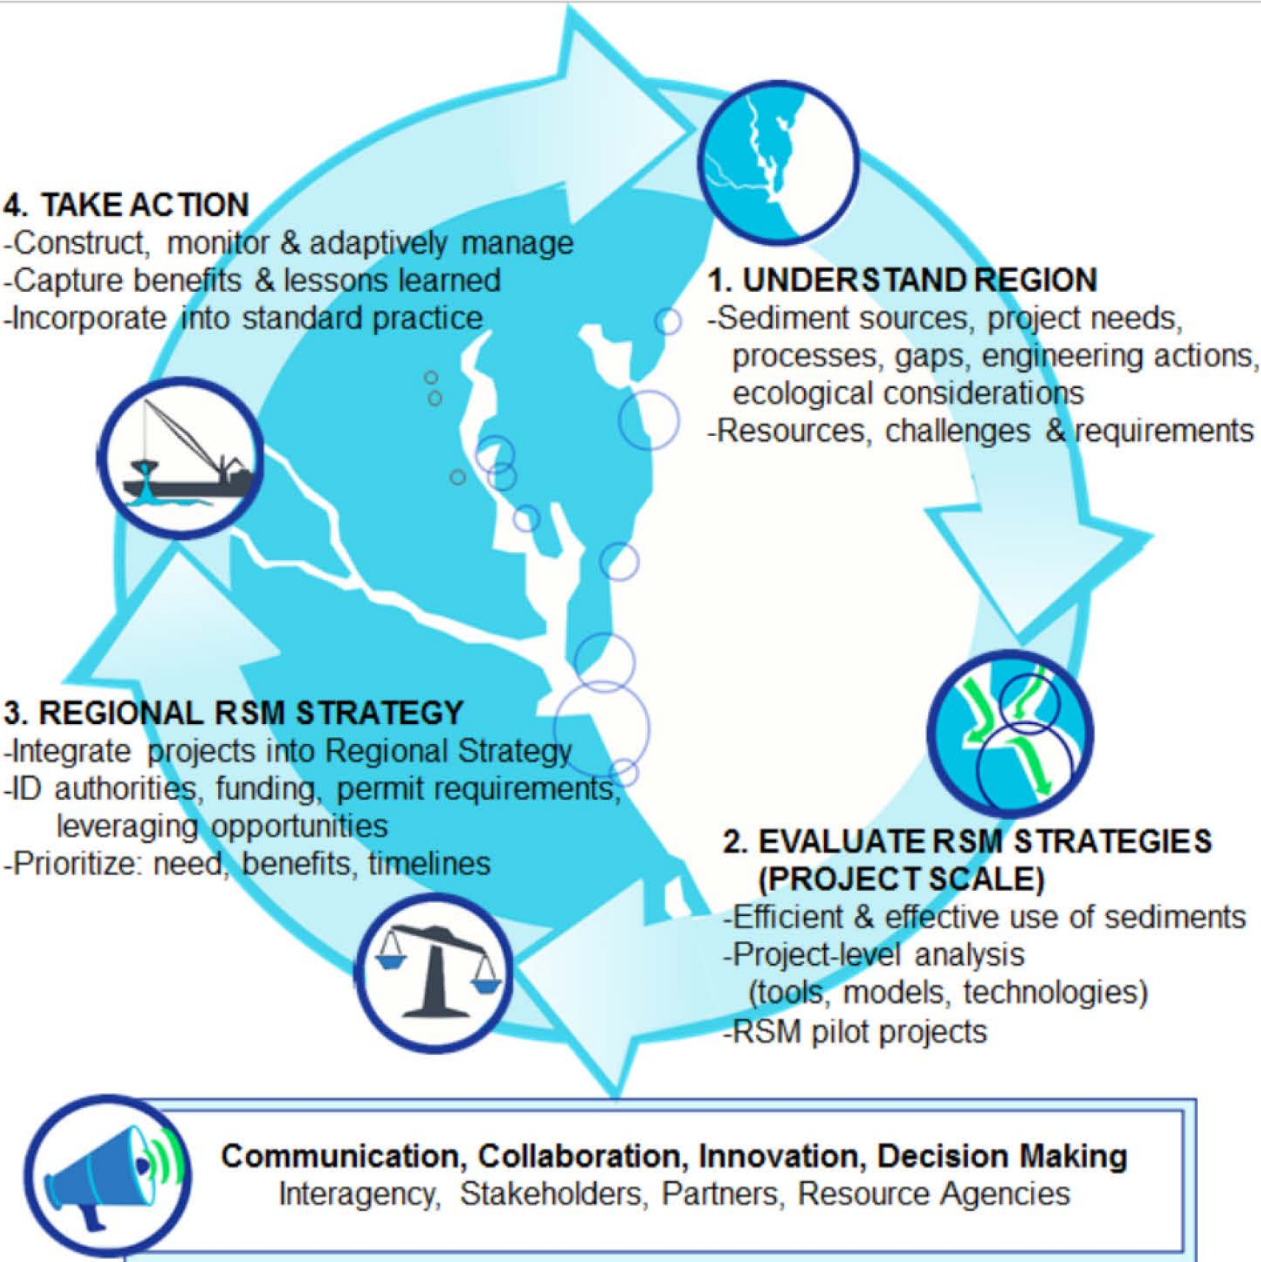 4. TAKE ACTION
-Construct, monitor & adaptively manage
-Capture benefits & lessons learned
-Incorporate into standard practice
1. UNDERSTAND REGION
-Sediment sources, project needs,
processes, gaps, engineering actions,
ecological considerations
-Resources, challenges & requirements
3. REGIONAL RSM STRATEGY
-Integrate projects into Regional Strategy
-ID authorities, funding, permit requirements,
leveraging opportunities
-Prioritize: need, benefits, timelines
2. EVALUATE RSM STRATEGIES
(PROJECT SCALE)
-Efficient & effective use of sediments
-Project-level analysis
(tools, models, technologies)
-RSM pilot projects
Communication, Collaboration, Innovation, Decision Making
Interagency, Stakeholders, Partners, Resource Agencies